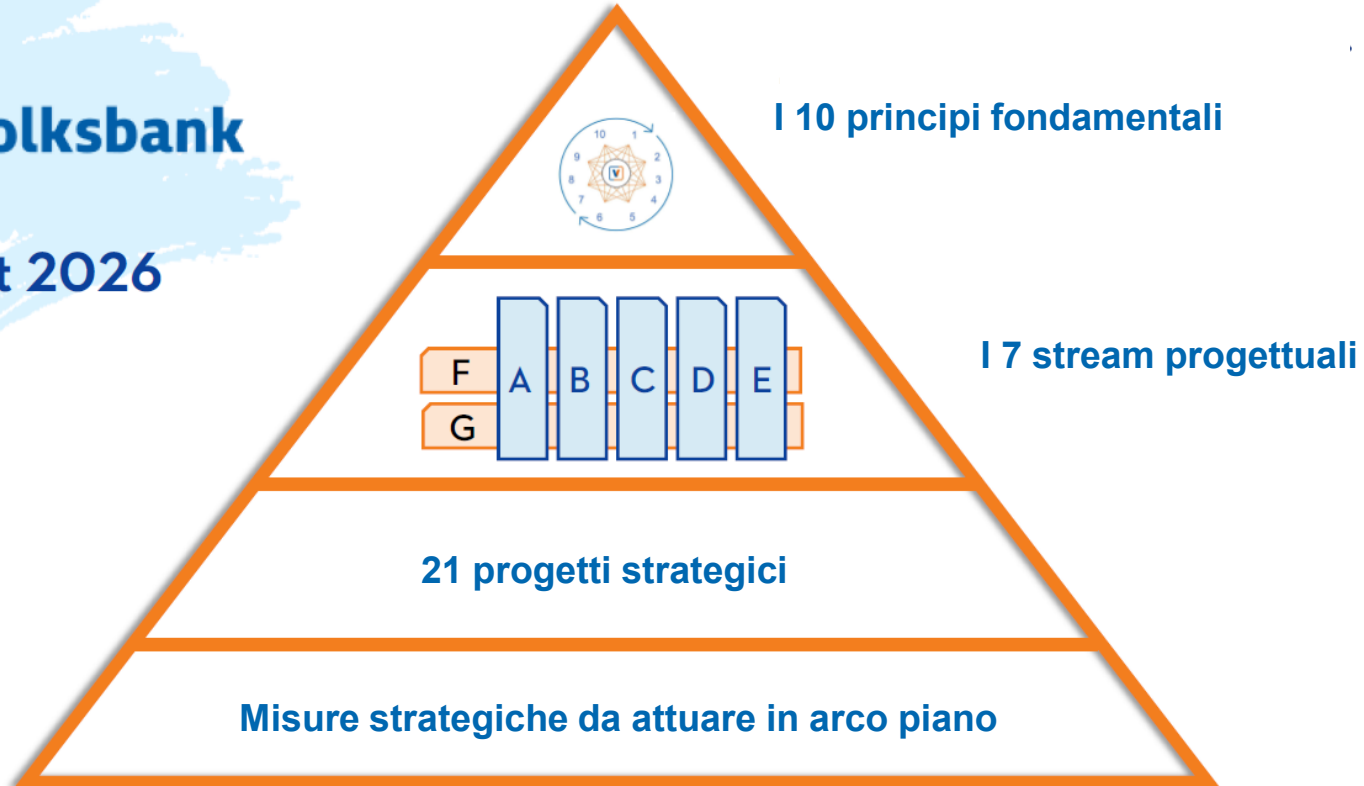 olksbank
t 2026
I 10 principi fondamentali
10 1
9 2
8 V 3
7 4
6 5
I 7 stream progettuali
F A B C D E
G
21 progetti strategici
Misure strategiche da attuare in arco piano